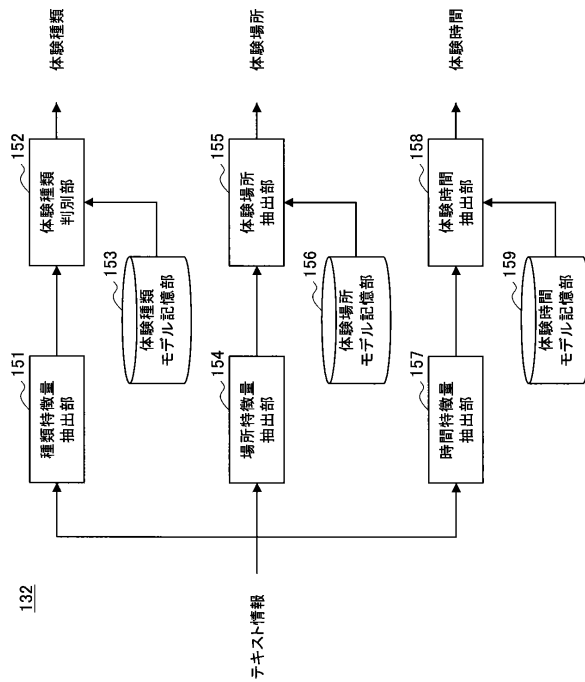 132
テキスト情報
151
種類特徴量
抽出部
152
体験種類
判別部
体験種類
153
体験種類
モデル記憶部
154
場所特徴量
抽出部
155
体験場所
抽出部
体験場所
156
体験場所
モデル記憶部
157
時間特徴量
抽出部
158
体験時間
抽出部
体験時間
159
体験時間
モデル記憶部